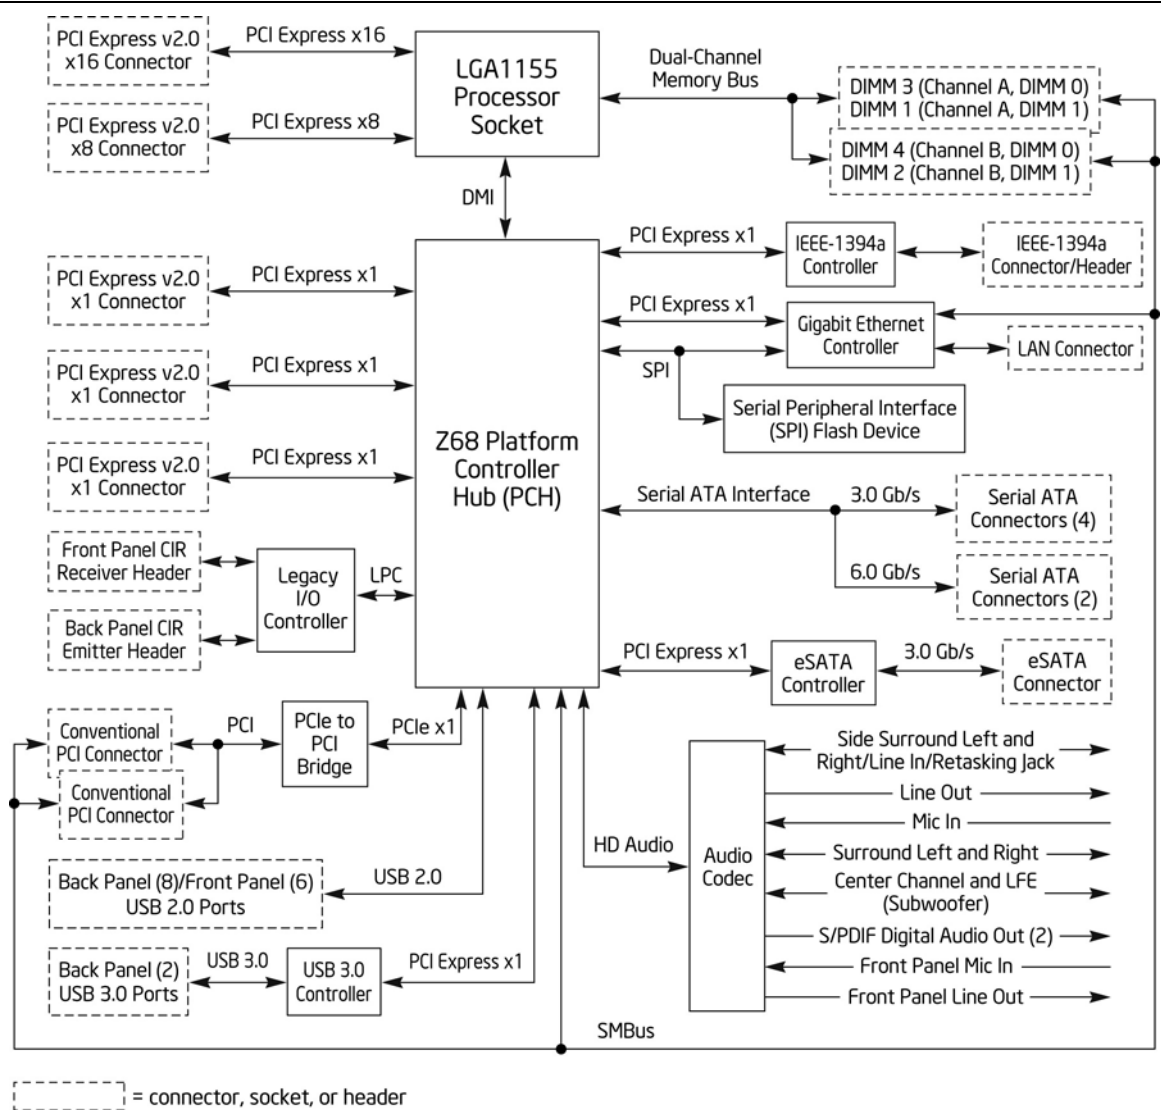 PCI Express v2.0
x16 Connector
PCI Express x16
PCI Express v2.0
x8 Connector
PCI Express x8
LGA1155
Processor
Socket
Dual-Channel
Memory Bus
DIMM 3 (Channel A, DIMM 0)
DIMM 1 (Channel A, DIMM 1)
DIMM 4 (Channel B, DIMM 0)
DIMM 2 (Channel B, DIMM 1)
DMI
PCI Express v2.0
x1 Connector
PCI Express x1
PCI Express v2.0
x1 Connector
PCI Express x1
PCI Express v2.0
x1 Connector
PCI Express x1
Front Panel CIR
Receiver Header
Back Panel CIR
Emitter Header
Legacy
I/O
Controller
LPC
Z68 Platform
Controller
Hub (PCH)
PCI Express x1
IEEE-1394a
Controller
IEEE-1394a
Connector/Header
PCI Express x1
Gigabit Ethernet
Controller
LAN Connector
SPI
Serial Peripheral Interface
(SPI) Flash Device
Serial ATA Interface
3.0 Gb/s
Serial ATA
Connectors (4)
6.0 Gb/s
Serial ATA
Connectors (2)
PCI Express x1
eSATA
Controller
3.0 Gb/s
eSATA
Connector
Conventional
PCI Connector
Conventional
PCI Connector
PCI
PCIe to
PCI
Bridge
PCIe x1
Back Panel (8)/Front Panel (6)
USB 2.0 Ports
USB 2.0
Back Panel (2)
USB 3.0 Ports
USB 3.0
USB 3.0
Controller
PCI Express x1
HD Audio
Audio
Codec
Side Surround Left and
Right/Line In/Retasking Jack
Line Out
Mic In
Surround Left and Right
Center Channel and LFE
(Subwoofer)
S/PDIF Digital Audio Out (2)
Front Panel Mic In
Front Panel Line Out
SMBus
= connector, socket, or header